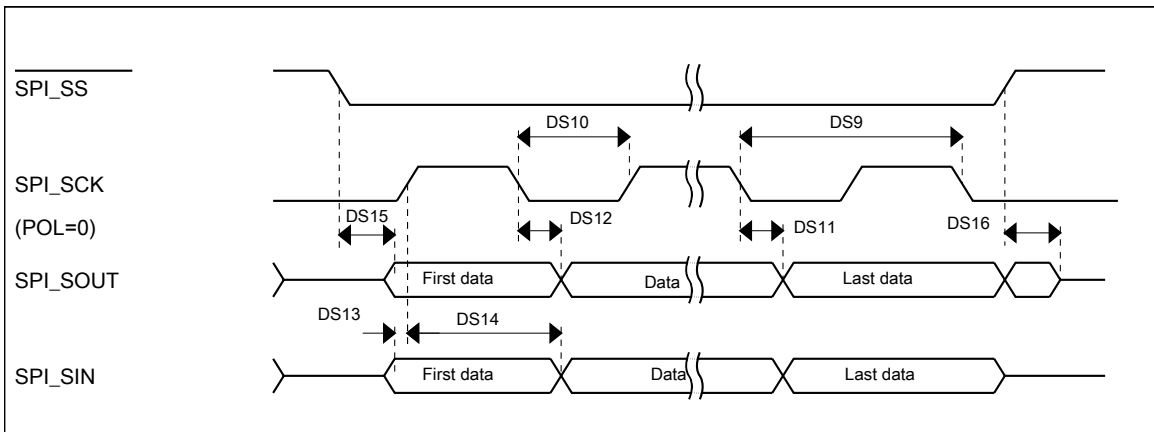 SPI_SS
DS10
DS9
SPI_SCK
(POL=0)
DS15
DS12
DS11
DS16
SPI_SOUT
First data
Data
Last data
DS13
DS14
SPI_SIN
First data
Data
Last data